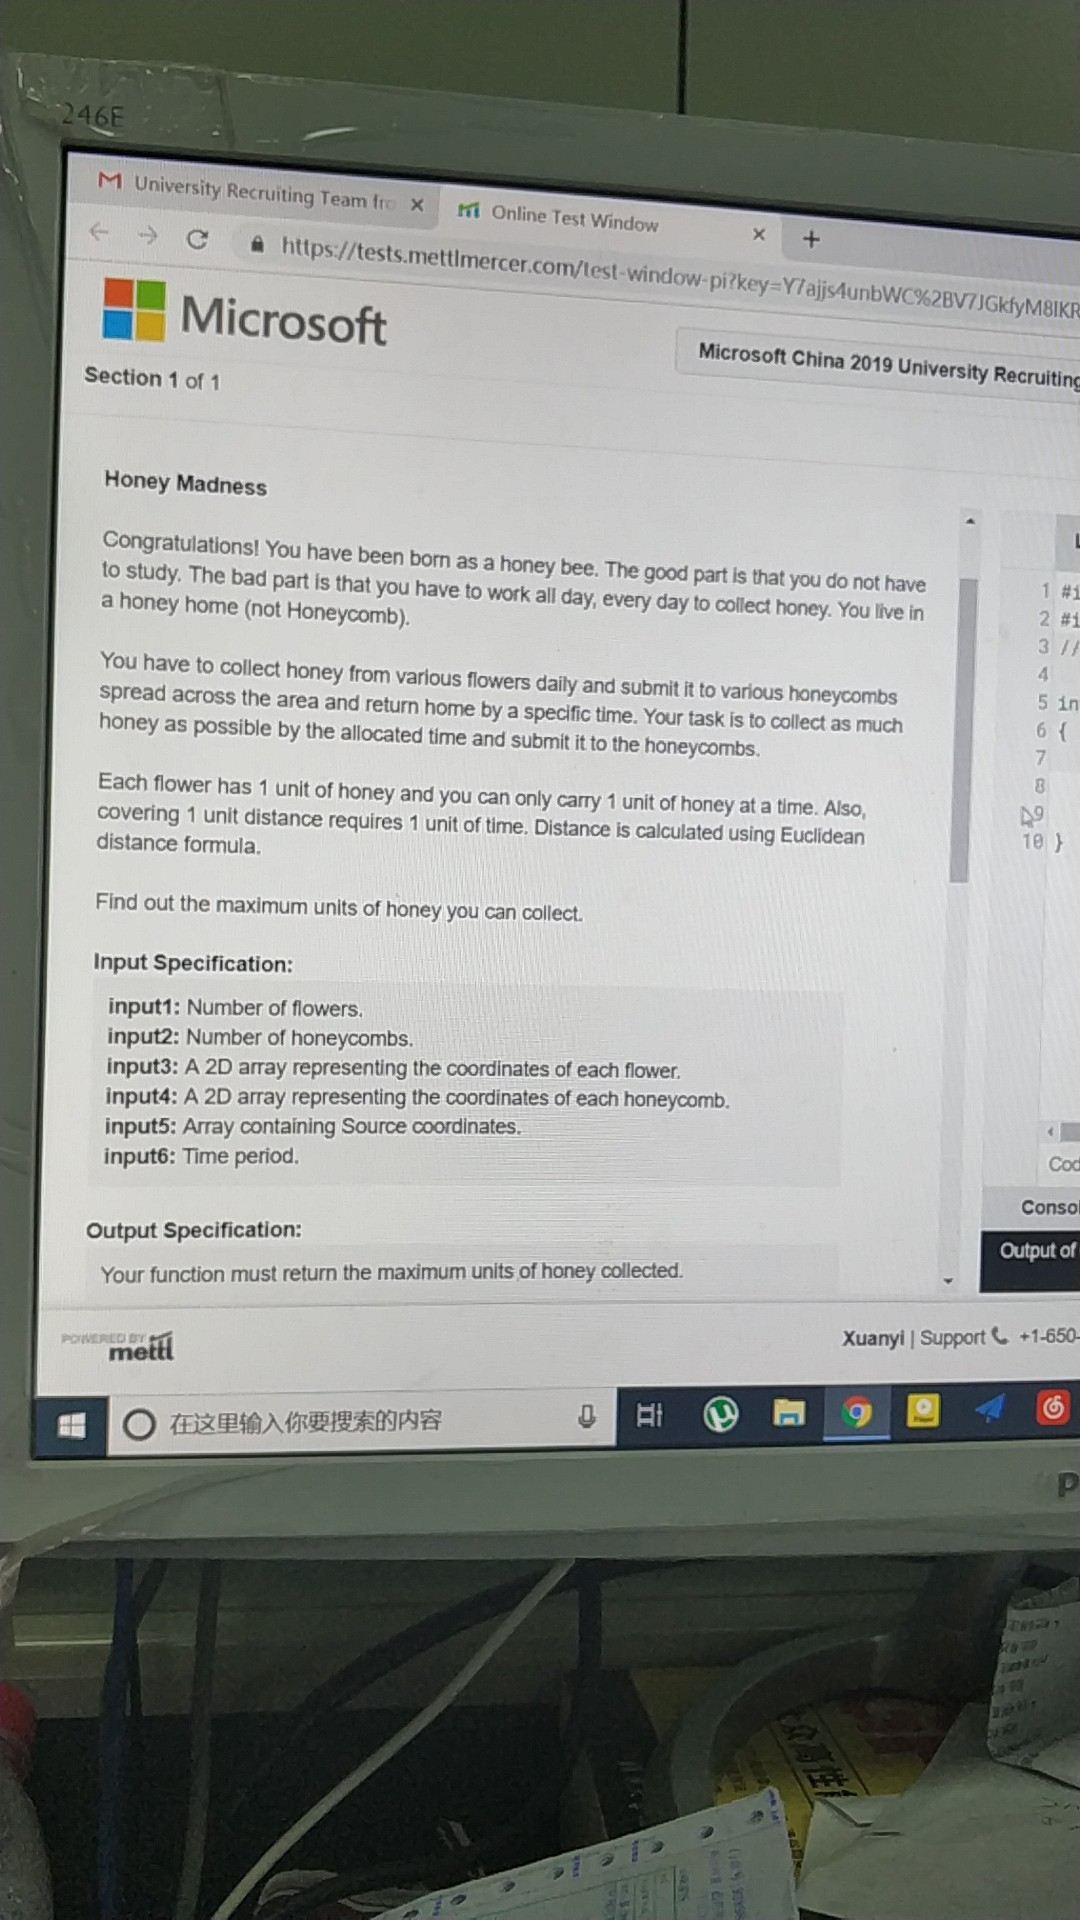 246E
University Recruiting Team fro
Online Test Window
https://tests.mettlmercer.com/test-window-pi?key=Y7ajjs4unbWC%2BV7JGkfyM8IKR
Microsoft
Microsoft China 2019 University Recruiting
Section 1 of 1
Honey Madness
Congratulations! You have been born as a honey bee. The good part is that you do not have
to study. The bad part is that you have to work all day, every day to collect honey. You live in
a honey home (not Honeycomb).
You have to collect honey from various flowers daily and submit it to various honeycombs
spread across the area and return home by a specific time. Your task is to collect as much
honey as possible by the allocated time and submit it to the honeycombs.
Each flower has 1 unit of honey and you can only carry 1 unit of honey at a time. Also,
covering 1 unit distance requires 1 unit of time. Distance is calculated using Euclidean
distance formula.
Find out the maximum units of honey you can collect.
Input Specification:
input1: Number of flowers.
input2: Number of honeycombs.
input3: A 2D array representing the coordinates of each flower.
input4: A 2D array representing the coordinates of each honeycomb.
input5: Array containing Source coordinates.
input6: Time period.
Output Specification:
Your function must return the maximum units of honey collected.
1 #i
2 #i
3 //
4
5 in
6 {
7
8
9
10 }
Cod
Consol
Output of
POWERED BY
mettl
Xuanyi | Support +1-650-
在这里输入你要搜索的内容
P